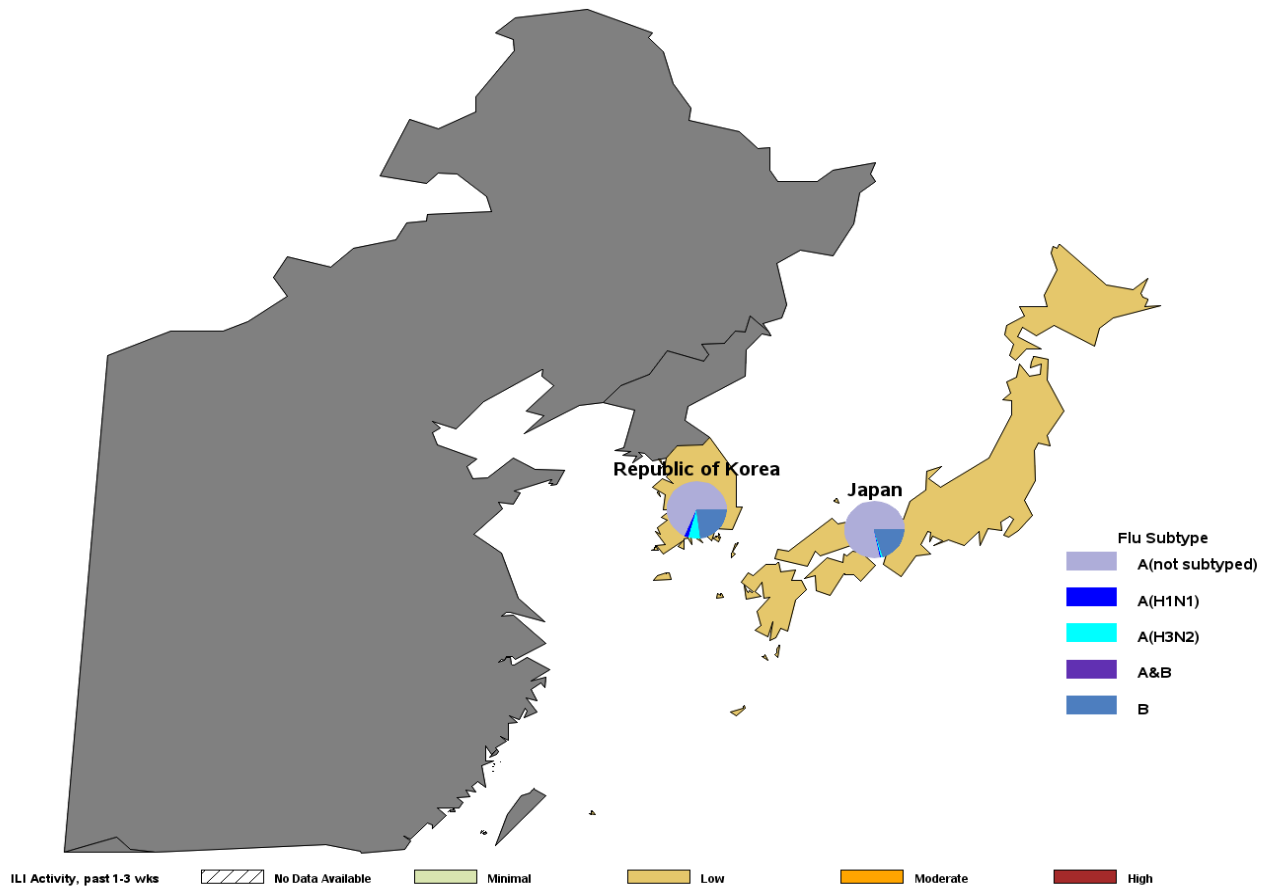 Republic of Korea
Japan
Flu Subtype
A(not subtyped)
A(H1N1)
A(H3N2)
A&B
B
ILI Activity, past 1-3 wks No Data Available Minimal Low Moderate High